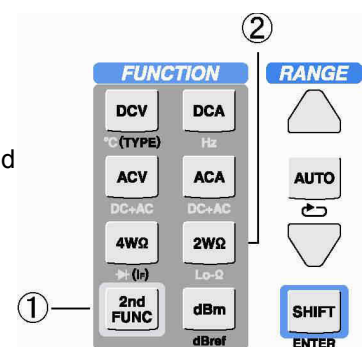 ②
FUNCTION RANGE
DCV DCA
°C (TYPE) Hz
d
ACV ACA AUTO
DC+AC DC+AC
4WΩ 2WΩ
(IF) Lo-Ω
① 2nd FUNC dBm SHIFT
dBref ENTER